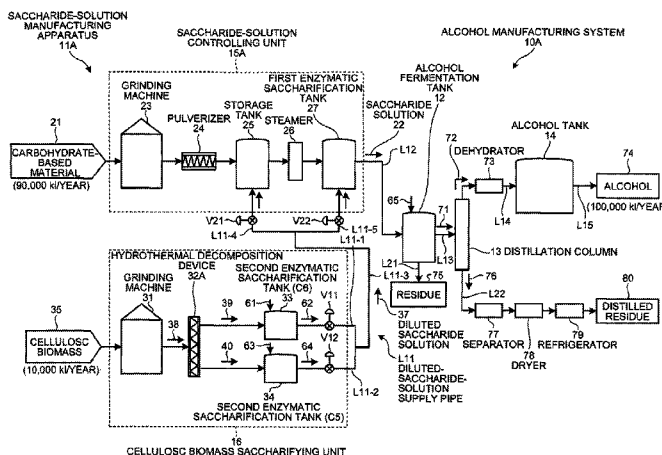 SACCHARIDE-SOLUTION
MANUFACTURING
APPARATUS
11A
SACCHARIDE-SOLUTION
CONTROLLING UNIT
15A
ALCOHOL MANUFACTURING SYSTEM
10A
ALCOHOL
FERMENTATION
TANK
12
GRINDING
MACHINE
23
PULVERIZER
24
STORAGE
TANK
25
STEAMER
26
FIRST ENZYMATIC
SACCHARIFICATION
TANK
27
SACCHARIDE
SOLUTION
22
L12
21
CARBOHYDRATE-
BASED
MATERIAL
(90,000 kl/YEAR)
72
DEHYDRATOR
73
ALCOHOL TANK
14
74
ALCOHOL
(100,000 kl/YEAR)
L14
L15
65
71
L13
13 DISTILLATION COLUMN
V21
V22
L11-4
L11-5
L11-1
L21
L11-3
75
RESIDUE
76
L22
80
DISTILLED
RESIDUE
77
SEPARATOR
78
DRYER
79
REFRIGERATOR
HYDROTHERMAL DECOMPOSITION
DEVICE
32A
GRINDING
MACHINE
31
SECOND ENZYMATIC
SACCHARIFICATION
TANK (C6)
33
61
62
V11
35
CELLULOSC
BIOMASS
(10,000 kl/YEAR)
38
39
40
63
64
V12
34
SECOND ENZYMATIC
SACCHARIFICATION TANK (C5)
L11-2
37
DILUTED
SACCHARIDE
SOLUTION
L11
DILUTED-
SACCHARIDE-
SOLUTION
SUPPLY PIPE
16
CELLULOSC BIOMASS SACCHARIFYING UNIT